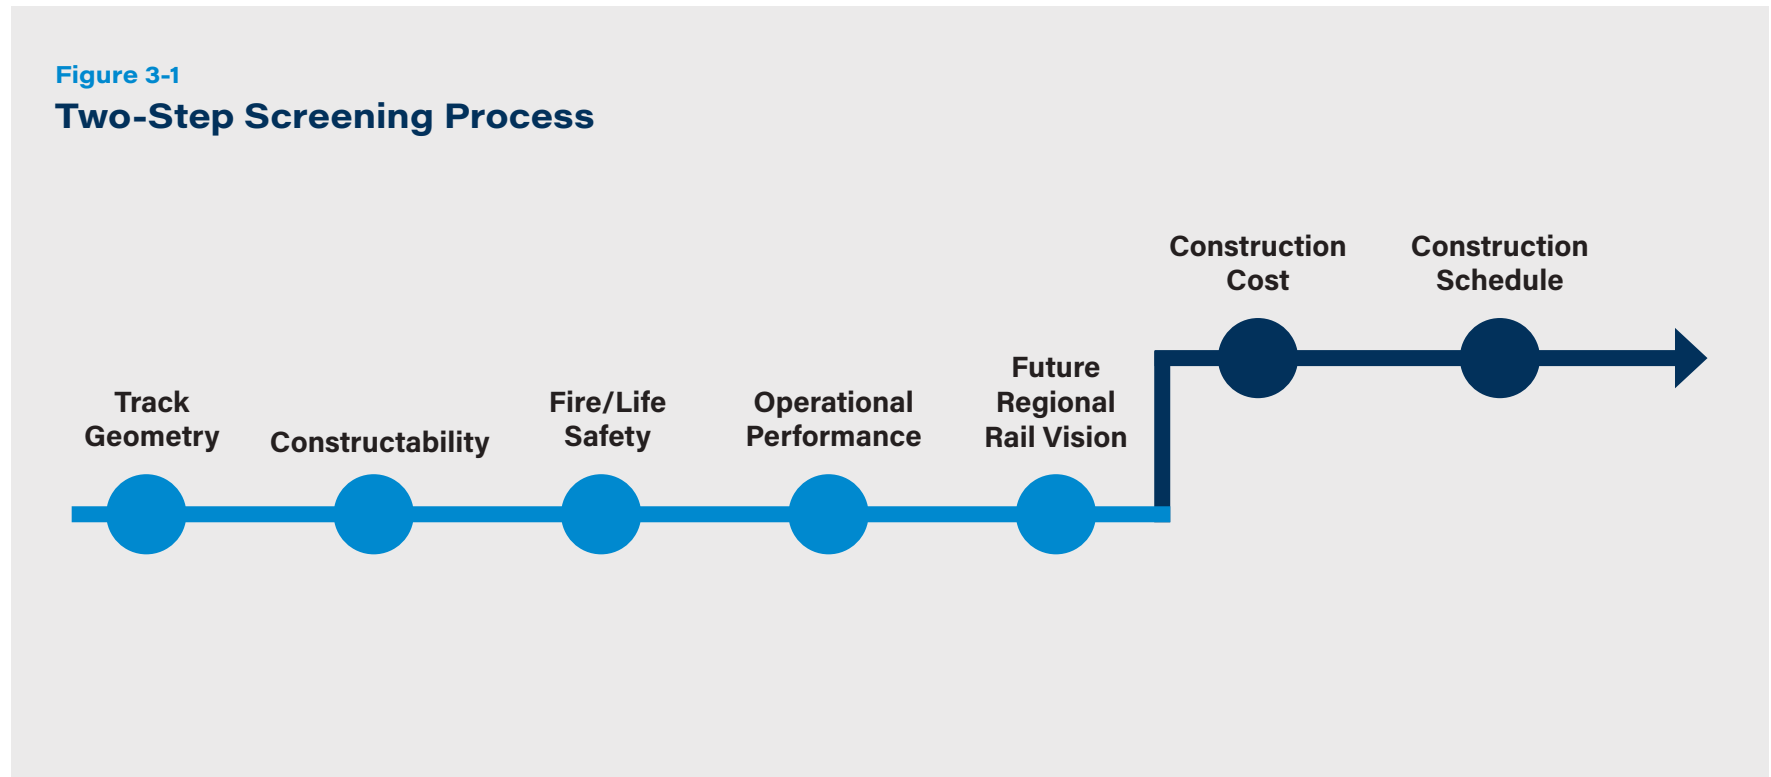 Figure 3-1
Two-Step Screening Process
Track
Geometry
Constructability
Fire/Life
Safety
Operational
Performance
Future
Regional
Rail Vision
Construction
Cost
Construction
Schedule